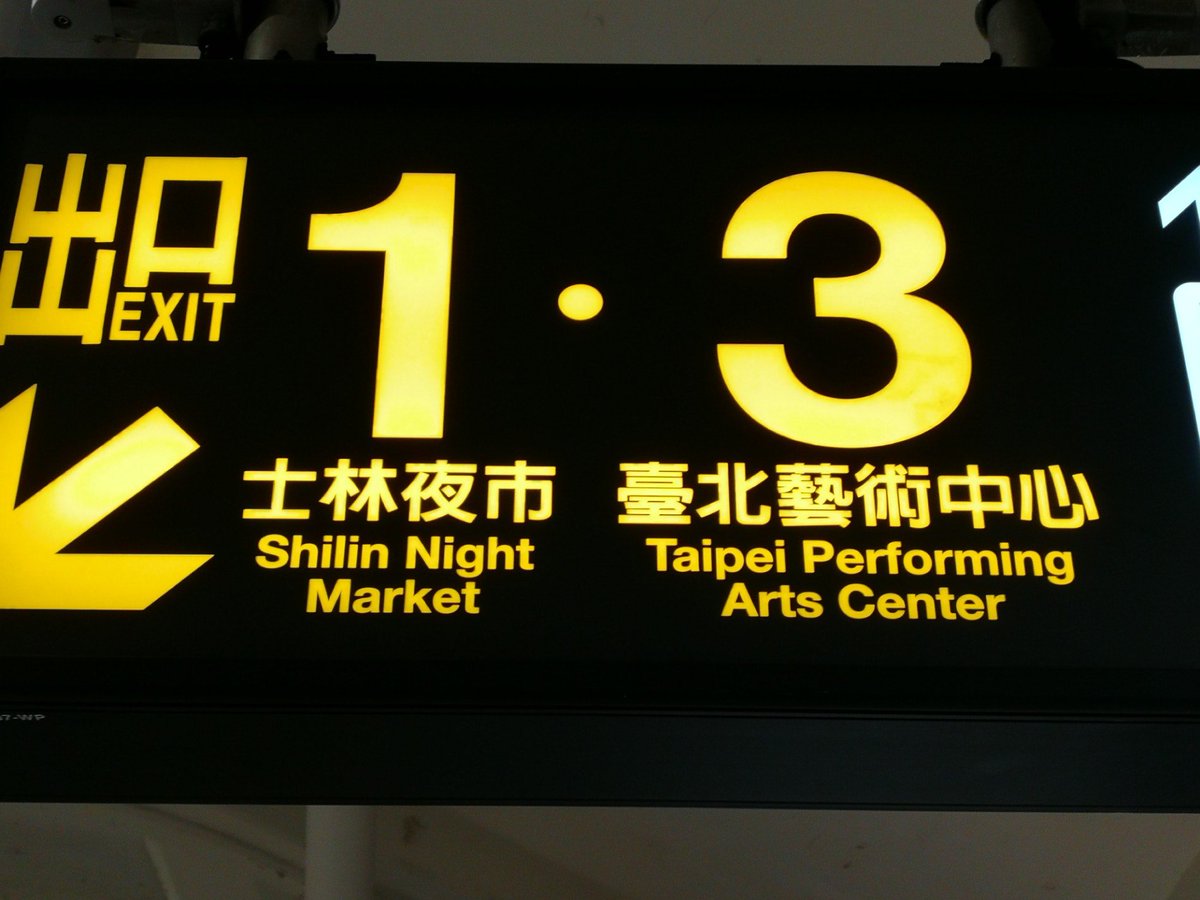 出口
EXIT
1・3
士林夜市
Shilin Night
Market
臺北藝術中心
Taipei Performing
Arts Center